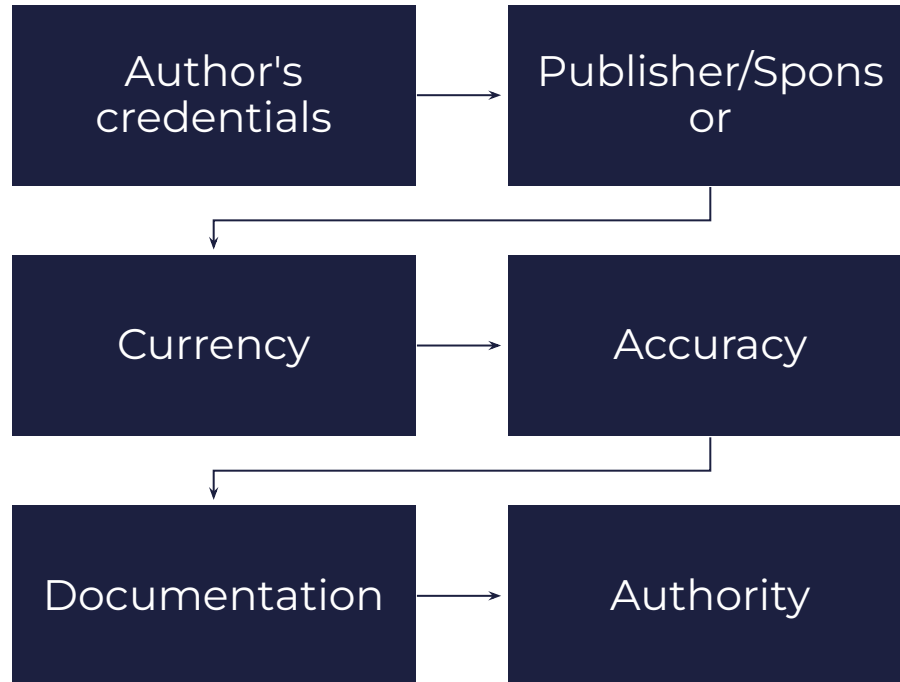 Author's
credentials
Publisher/Spons
or
Currency
Accuracy
Documentation
Authority